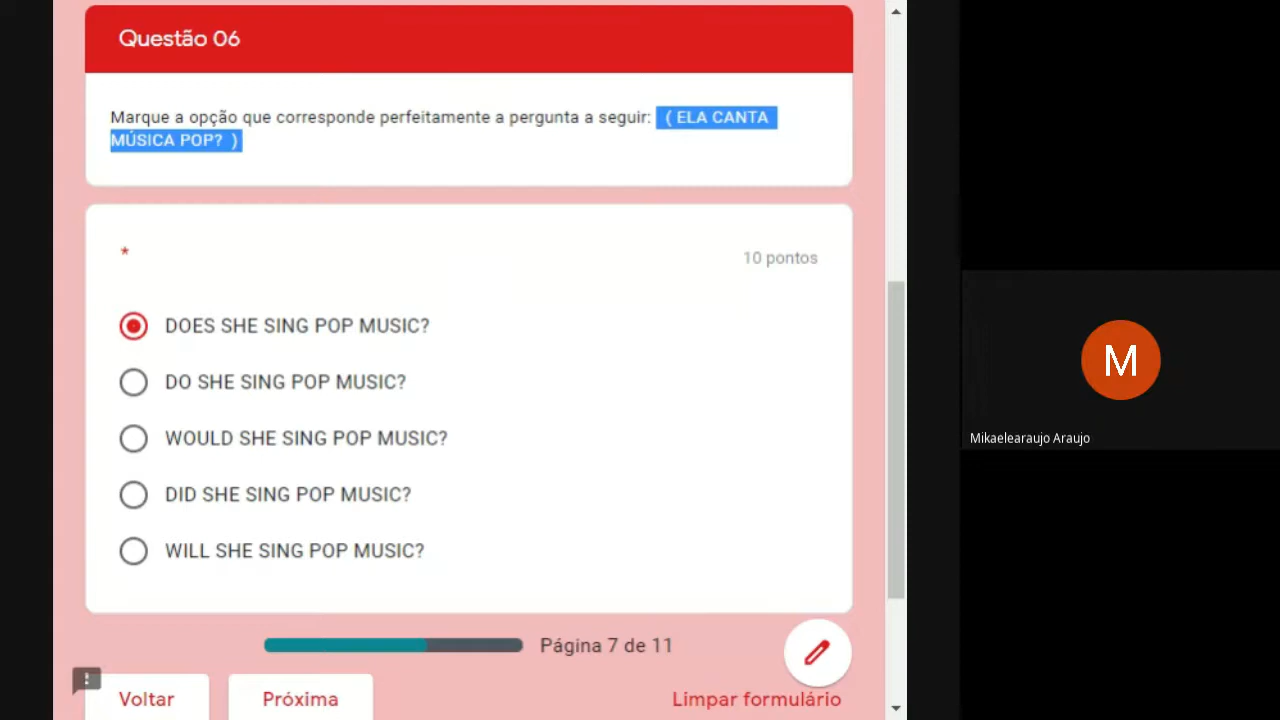 Questão 06
Marque a opção que corresponde perfeitamente a pergunta a seguir: ( ELA CANTA
MÚSICA POP? )
*
10 pontos
DOES SHE SING POP MUSIC?
DO SHE SING POP MUSIC?
WOULD SHE SING POP MUSIC?
DID SHE SING POP MUSIC?
WILL SHE SING POP MUSIC?
Página 7 de 11
!
Voltar
Próxima
Limpar formulário
M
Mikaelearaujo Araujo